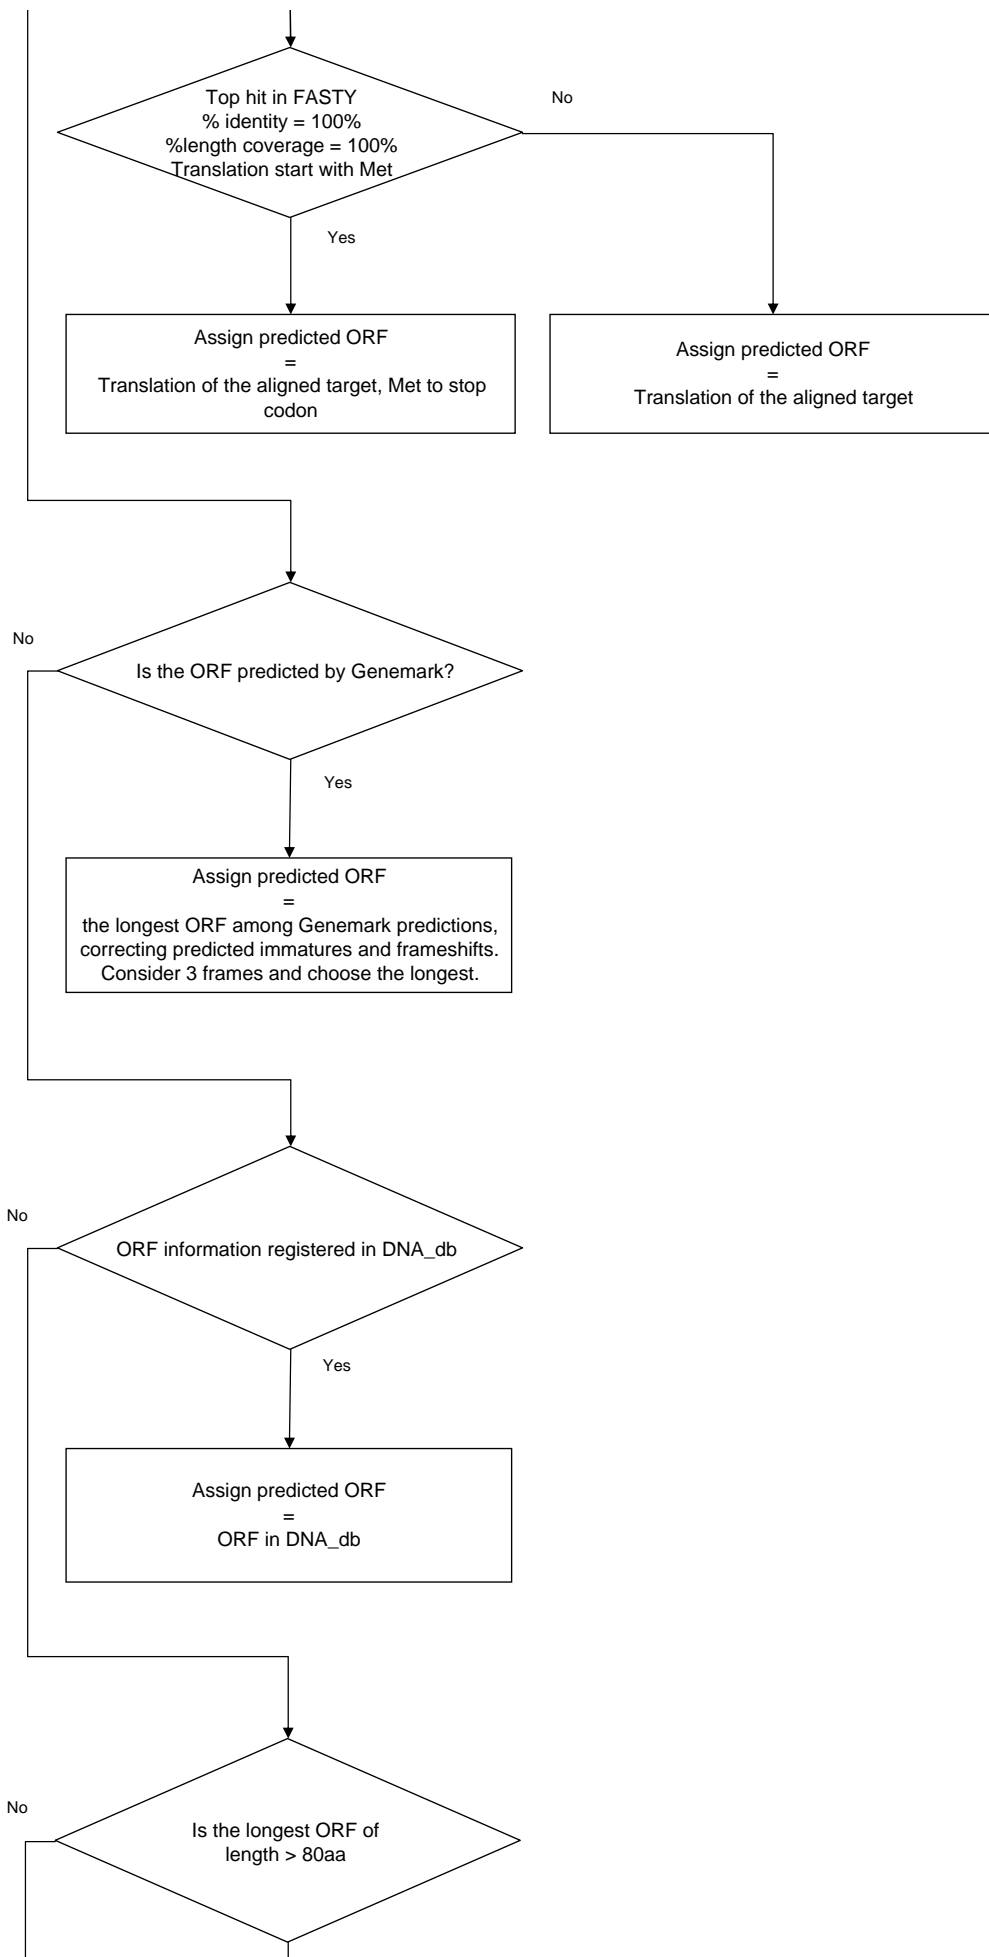 Top hit in FASTY
% identity = 100%
%length coverage = 100%
Translation start with Met
No
Yes
Assign predicted ORF
=
Translation of the aligned target, Met to stop
codon
Assign predicted ORF
=
Translation of the aligned target
No
Is the ORF predicted by Genemark?
Yes
Assign predicted ORF
=
the longest ORF among Genemark predictions,
correcting predicted immatures and frameshifts.
Consider 3 frames and choose the longest.
No
ORF information registered in DNA_db
Yes
Assign predicted ORF
=
ORF in DNA_db
No
Is the longest ORF of
length > 80aa